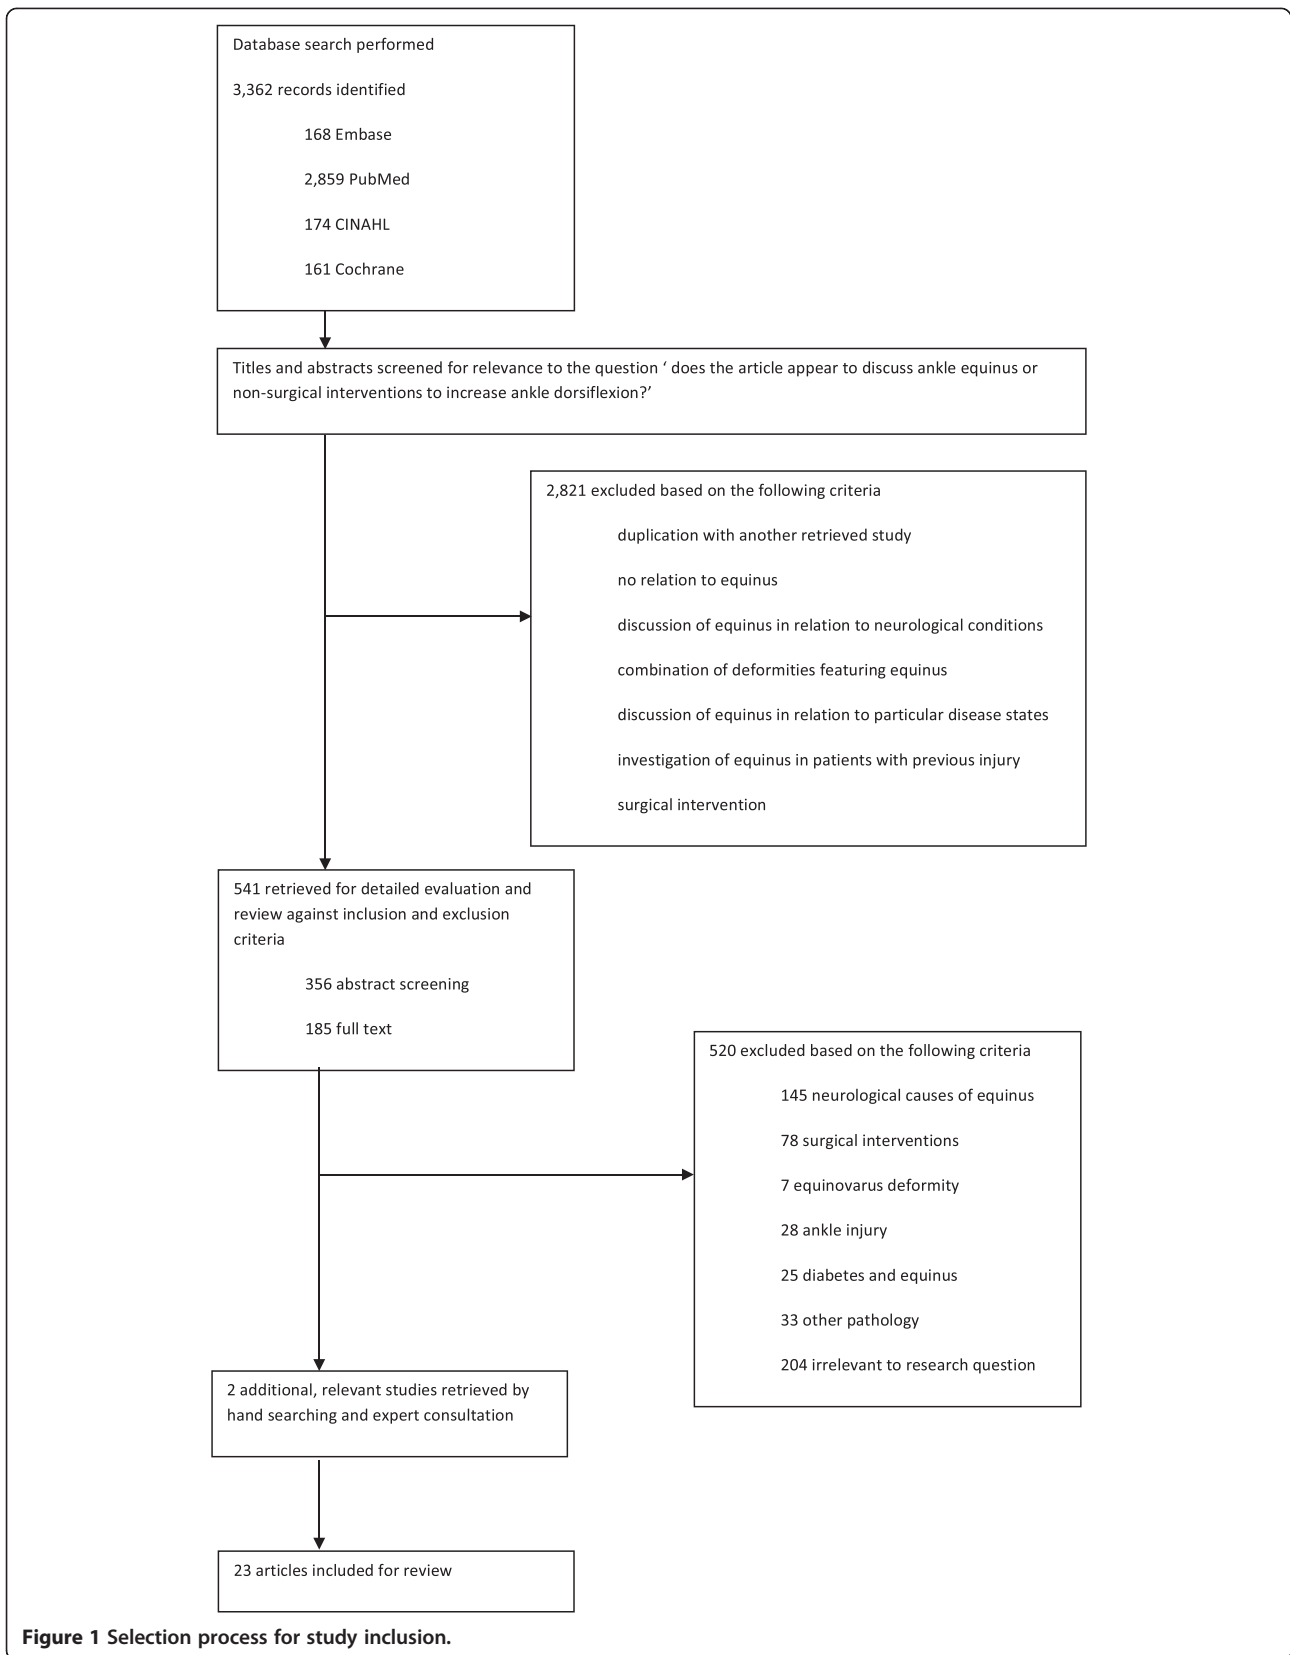 Database search performed
3,362 records identified
168 Embase
2,859 PubMed
174 CINAHL
161 Cochrane
Titles and abstracts screened for relevance to the question ‘ does the article appear to discuss ankle equinus or
non-surgical interventions to increase ankle dorsiflexion?’
2,821 excluded based on the following criteria
duplication with another retrieved study
no relation to equinus
discussion of equinus in relation to neurological conditions
combination of deformities featuring equinus
discussion of equinus in relation to particular disease states
investigation of equinus in patients with previous injury
surgical intervention
541 retrieved for detailed evaluation and
review against inclusion and exclusion
criteria
356 abstract screening
185 full text
520 excluded based on the following criteria
145 neurological causes of equinus
78 surgical interventions
7 equinovarus deformity
28 ankle injury
25 diabetes and equinus
33 other pathology
204 irrelevant to research question
2 additional, relevant studies retrieved by
hand searching and expert consultation
23 articles included for review
Figure 1 Selection process for study inclusion.